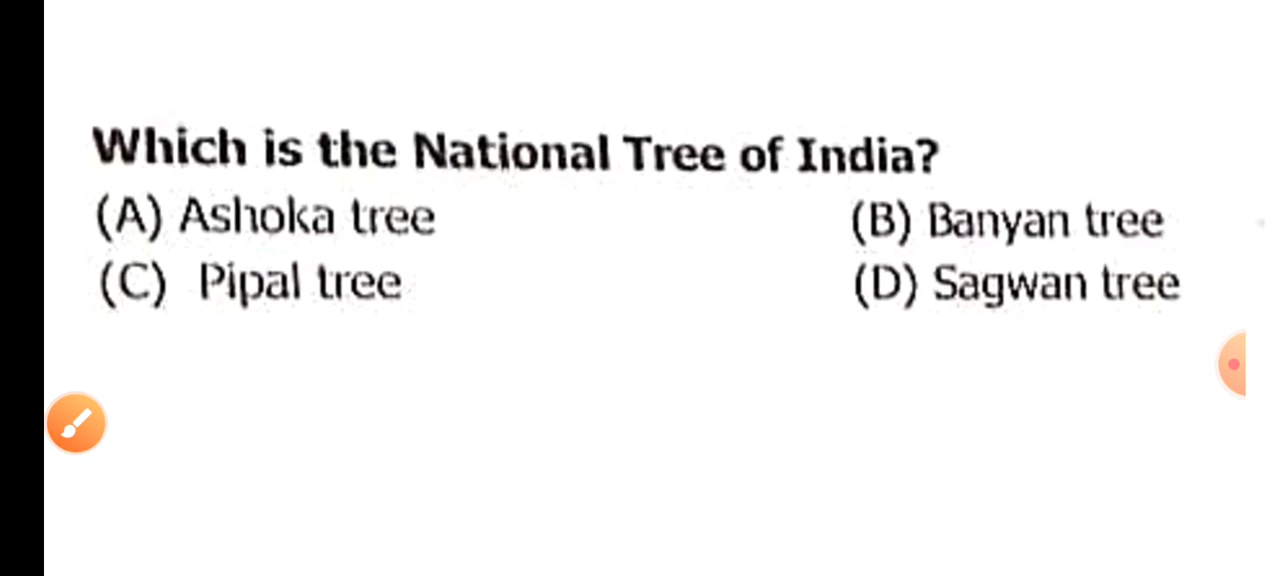 Which is the National Tree of India?
(A) Ashoka tree (B) Banyan tree
(C) Pipal tree (D) Sagwan tree